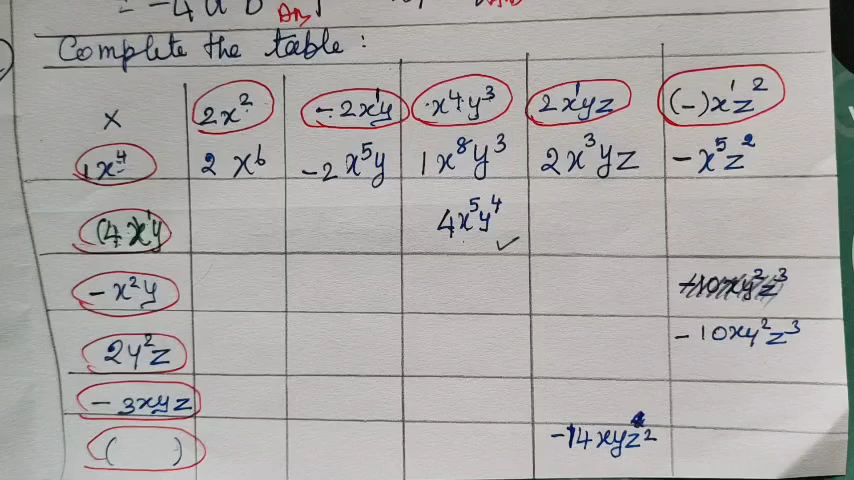 = -4
Complete the table :
x 2x² -2x¹y x⁴y³ 2x¹yz (-)x¹z²
1x⁴ 2x⁶ -2x⁵y 1x⁸y³ 2x³yz -x⁵z²
(4x¹y 4x⁵y⁴ ✓
-x²y
2y²z -10xy²z³
-3xyz
( ) -14xyz²